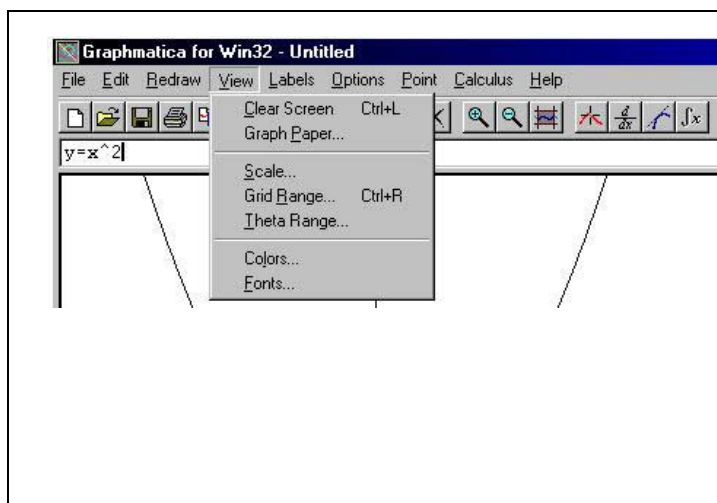 Graphmatica for Win32 - Untitled
File Edit Redraw View Labels Options Point Calculus Help
Clear Screen Ctrl+L
Graph Paper...
d/dx ∫x
y=x^2
Scale...
Grid Range... Ctrl+R
Theta Range...
Colors...
Fonts...